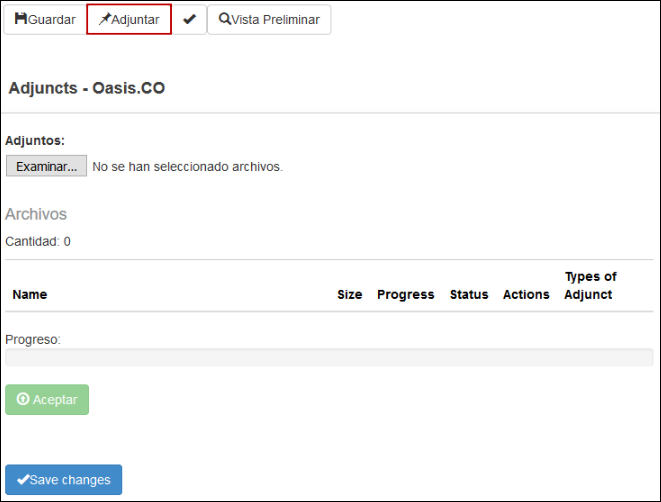 Guardar Adjuntar Vista Preliminar
Adjuncts - Oasis.CO
Adjuntos:
Examinar... No se han seleccionado archivos.
Archivos
Cantidad: 0
Name Size Progress Status Actions Types of Adjunct
Progreso:
Aceptar
Save changes